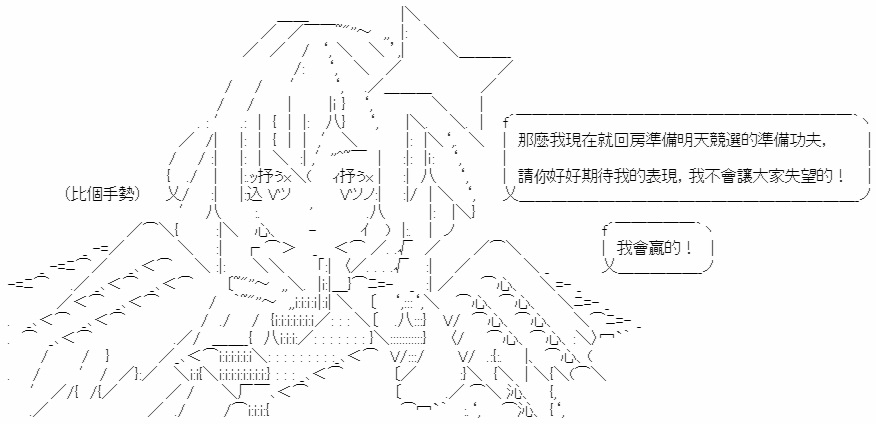 那麼我現在就回房準備明天競選的準備功夫，
請你好好期待我的表現，我不會讓大家失望的！
（比個手勢）
我會贏的！